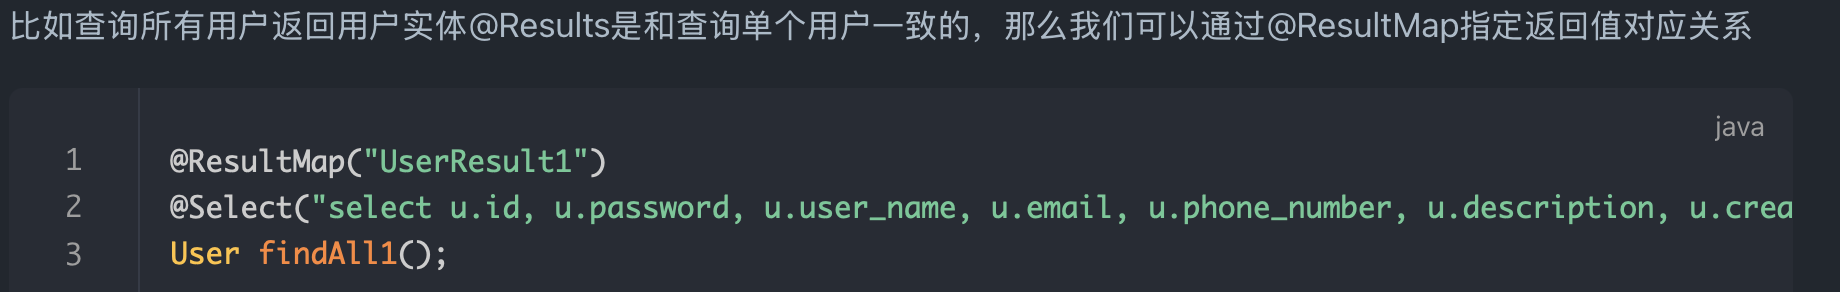 比如查询所有用户返回用户实体@Results是和查询单个用户一致的，那么我们可以通过@ResultMap指定返回值对应关系
java
1 @ResultMap("UserResult1")
2 @Select("select u.id, u.password, u.user_name, u.email, u.phone_number, u.description, u.crea
3 User findAll1();